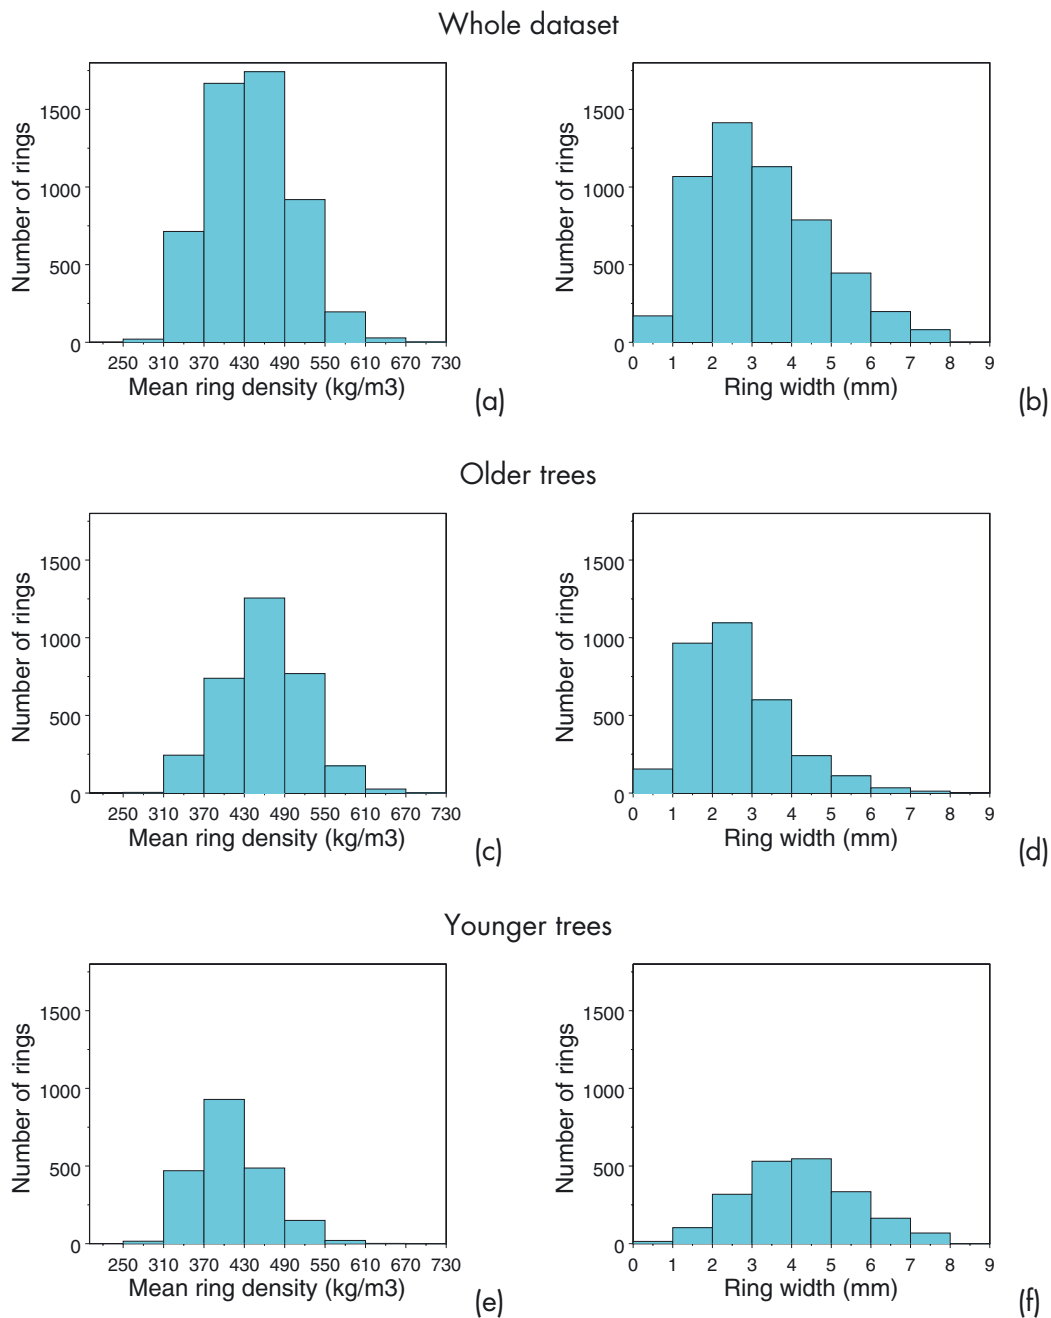 Whole dataset
Number of rings
1500
1000
500
0
250 310 370 430 490 550 610 670 730
Mean ring density (kg/m3)
(a)
Number of rings
1500
1000
500
0
0 1 2 3 4 5 6 7 8 9
Ring width (mm)
(b)
Older trees
Number of rings
1500
1000
500
0
250 310 370 430 490 550 610 670 730
Mean ring density (kg/m3)
(c)
Number of rings
1500
1000
500
0
0 1 2 3 4 5 6 7 8 9
Ring width (mm)
(d)
Younger trees
Number of rings
1500
1000
500
0
250 310 370 430 490 550 610 670 730
Mean ring density (kg/m3)
(e)
Number of rings
1500
1000
500
0
0 1 2 3 4 5 6 7 8 9
Ring width (mm)
(f)